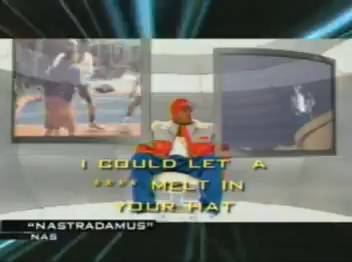 I COULD LET A
**** MELT IN
YOUR HAT
"NASTRADAMUS"
NAS